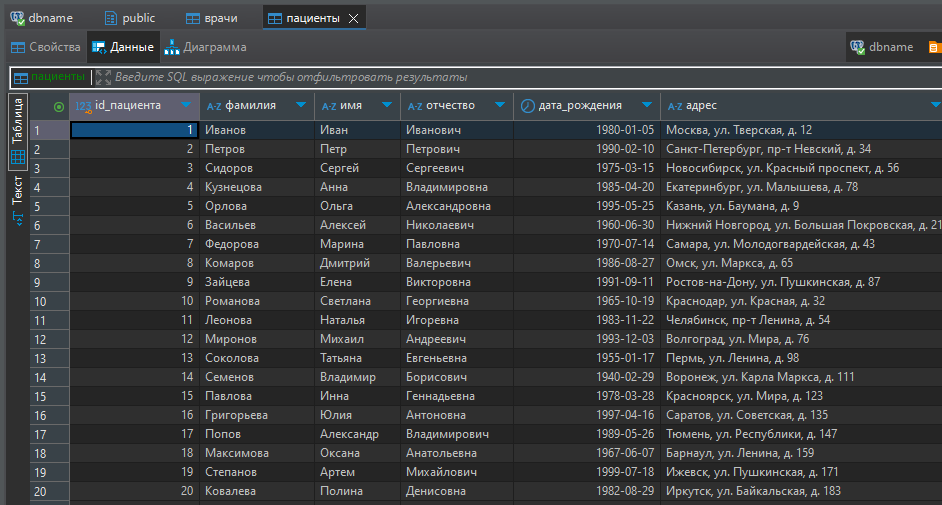 dbname public врачи пациенты
Свойства Данные Диаграмма dbname
пациенты Введите SQL выражение чтобы отфильтровать результаты
Таблица
Текст
123 id_пациента A-Z фамилия A-Z имя A-Z отчество дата_рождения A-Z адрес
1 1 Иванов Иван Иванович 1980-01-05 Москва, ул. Тверская, д. 12
2 2 Петров Петр Петрович 1990-02-10 Санкт-Петербург, пр-т Невский, д. 34
3 3 Сидоров Сергей Сергеевич 1975-03-15 Новосибирск, ул. Красный проспект, д. 56
4 4 Кузнецова Анна Владимировна 1985-04-20 Екатеринбург, ул. Малышева, д. 78
5 5 Орлова Ольга Александровна 1995-05-25 Казань, ул. Баумана, д. 9
6 6 Васильев Алексей Николаевич 1960-06-30 Нижний Новгород, ул. Большая Покровская, д. 21
7 7 Федорова Марина Павловна 1970-07-14 Самара, ул. Молодогвардейская, д. 43
8 8 Комаров Дмитрий Валерьевич 1986-08-27 Омск, ул. Маркса, д. 65
9 9 Зайцева Елена Викторовна 1991-09-11 Ростов-на-Дону, ул. Пушкинская, д. 87
10 10 Романова Светлана Георгиевна 1965-10-19 Краснодар, ул. Красная, д. 32
11 11 Леонова Наталья Игоревна 1983-11-22 Челябинск, пр-т Ленина, д. 54
12 12 Миронов Михаил Андреевич 1993-12-03 Волгоград, ул. Мира, д. 76
13 13 Соколова Татьяна Евгеньевна 1955-01-17 Пермь, ул. Ленина, д. 98
14 14 Семенов Владимир Борисович 1940-02-29 Воронеж, ул. Карла Маркса, д. 111
15 15 Павлова Инна Геннадьевна 1978-03-28 Красноярск, ул. Мира, д. 123
16 16 Григорьева Юлия Антоновна 1997-04-16 Саратов, ул. Советская, д. 135
17 17 Попов Александр Владимирович 1989-05-26 Тюмень, ул. Республики, д. 147
18 18 Максимова Оксана Анатольевна 1967-06-07 Барнаул, ул. Ленина, д. 159
19 19 Степанов Артем Михайлович 1999-07-18 Ижевск, ул. Пушкинская, д. 171
20 20 Ковалева Полина Денисовна 1982-08-29 Иркутск, ул. Байкальская, д. 183